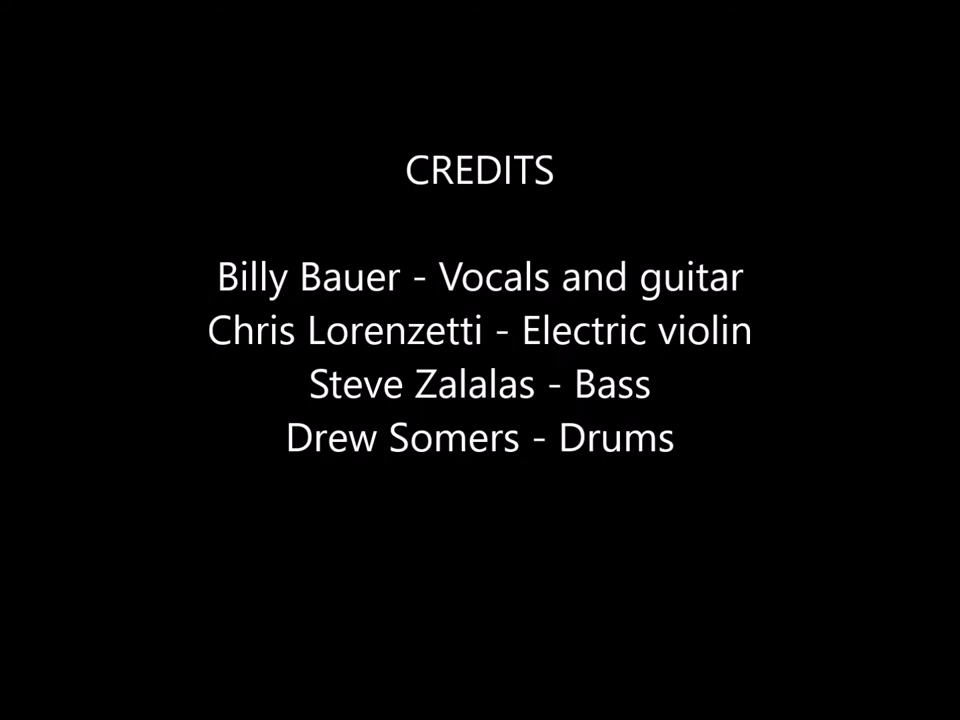 CREDITS
Billy Bauer - Vocals and guitar
Chris Lorenzetti - Electric violin
Steve Zalalas - Bass
Drew Somers - Drums